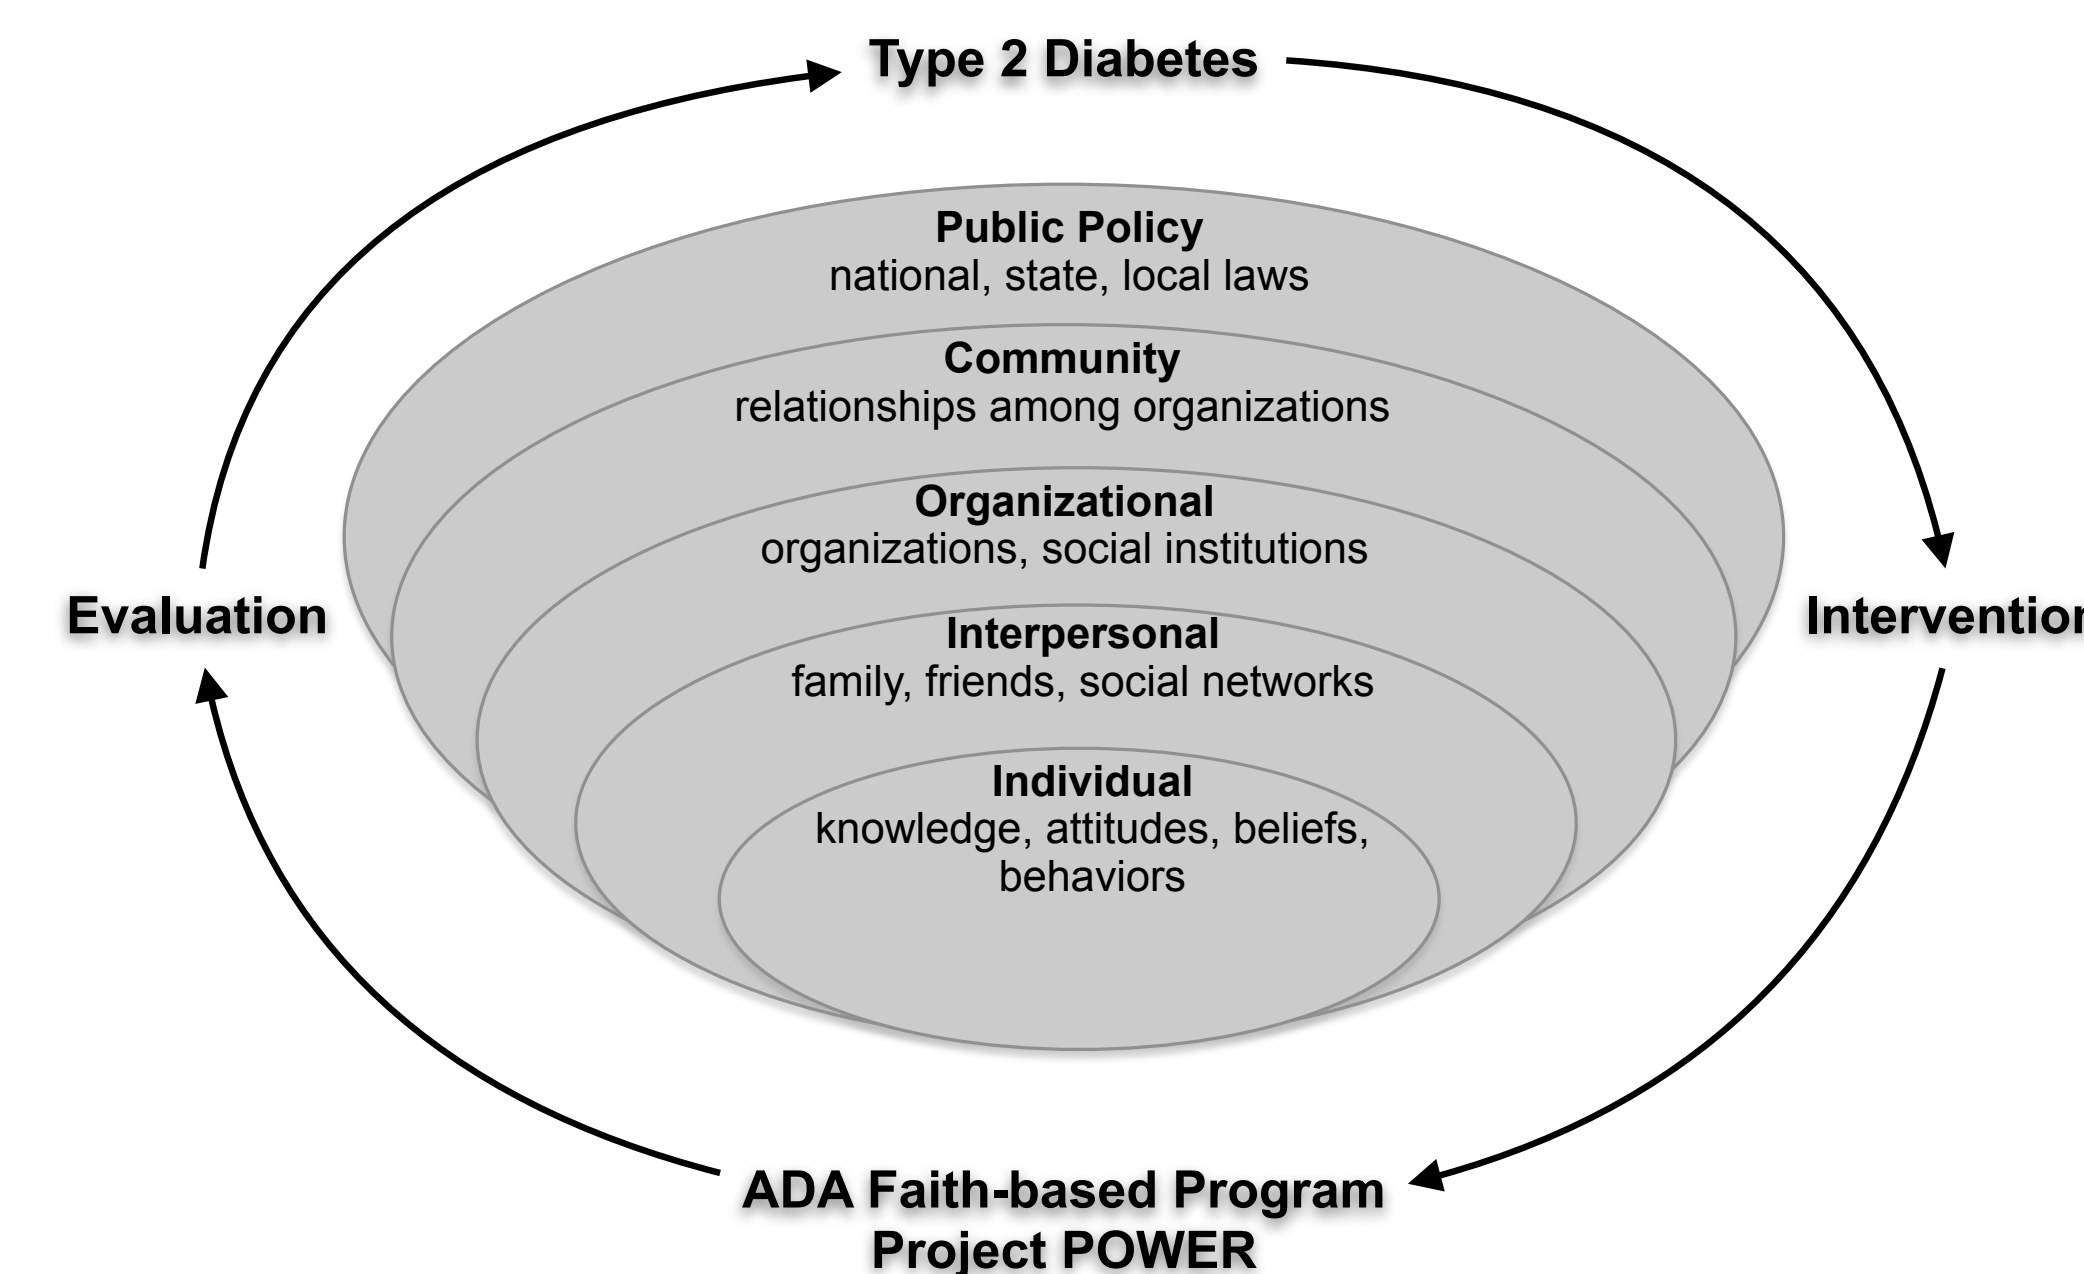 Type 2 Diabetes
Public Policy
national, state, local laws
Community
relationships among organizations
Organizational
organizations, social institutions
Evaluation
Intervention
Interpersonal
family, friends, social networks
Individual
knowledge, attitudes, beliefs,
behaviors
ADA Faith-based Program
Project POWER